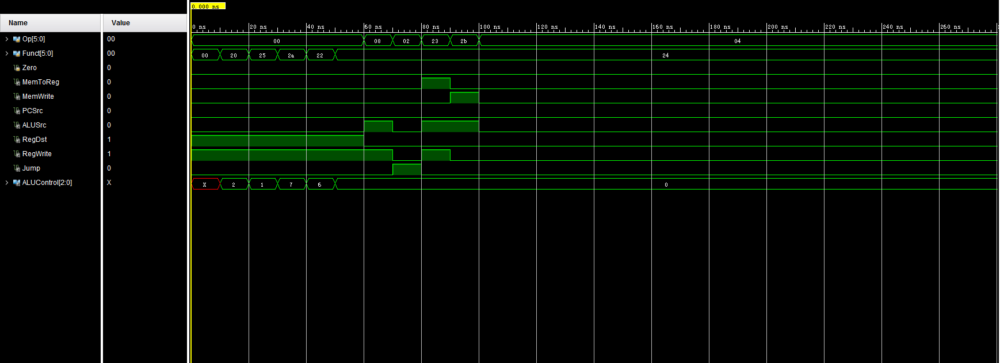 0.000 ns
Name Value
0 ns 20 ns 40 ns 60 ns 80 ns 100 ns 120 ns 140 ns 160 ns 180 ns 200 ns 220 ns 240 ns 260 ns
Op[5:0] 00 00 08 02 23 2b 04
Funct[5:0] 00 00 20 25 2a 22 24
Zero 0
MemToReg 0
MemWrite 0
PCSrc 0
ALUSrc 0
RegDst 1
RegWrite 1
Jump 0
ALUControl[2:0] X X 2 1 7 6 0